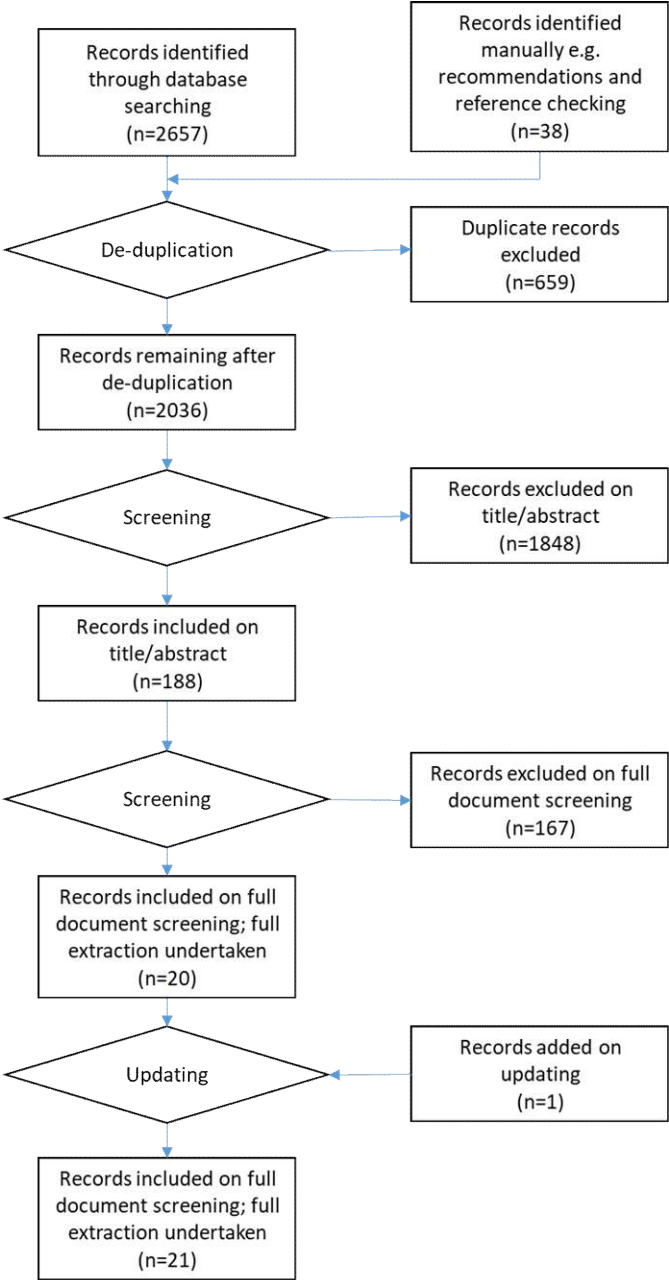 Records identified
through database
searching
(n=2657)
Records identified
manually e.g.
recommendations and
reference checking
(n=38)
De-duplication
Duplicate records
excluded
(n=659)
Records remaining after
de-duplication
(n=2036)
Screening
Records excluded on
title/abstract
(n=1848)
Records included on
title/abstract
(n=188)
Screening
Records excluded on full
document screening
(n=167)
Records included on full
document screening; full
extraction undertaken
(n=20)
Updating
Records added on
updating
(n=1)
Records included on full
document screening; full
extraction undertaken
(n=21)